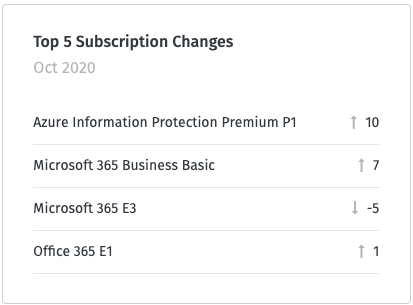 Top 5 Subscription Changes
Oct 2020
Azure Information Protection Premium P1 ↑ 10
Microsoft 365 Business Basic ↑ 7
Microsoft 365 E3 ↓ -5
Office 365 E1 ↑ 1